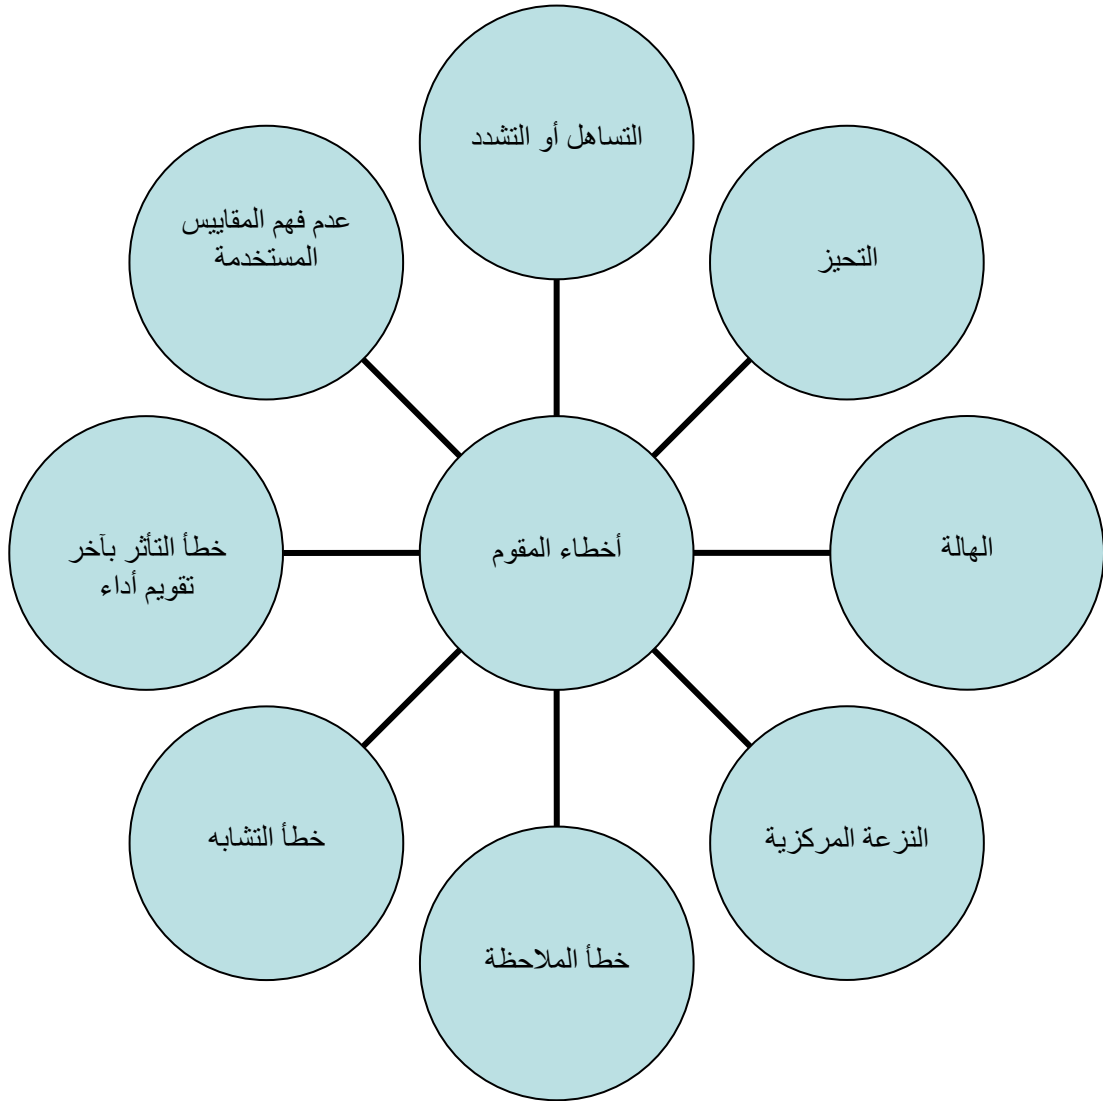 التساهل أو التشدد
عدم فهم المقاييس
المستخدمة
التحيز
خطأ التأثر بآخر
تقويم أداء
أخطاء المقوم
الهالة
خطأ التشابه
النزعة المركزية
خطأ الملاحظة